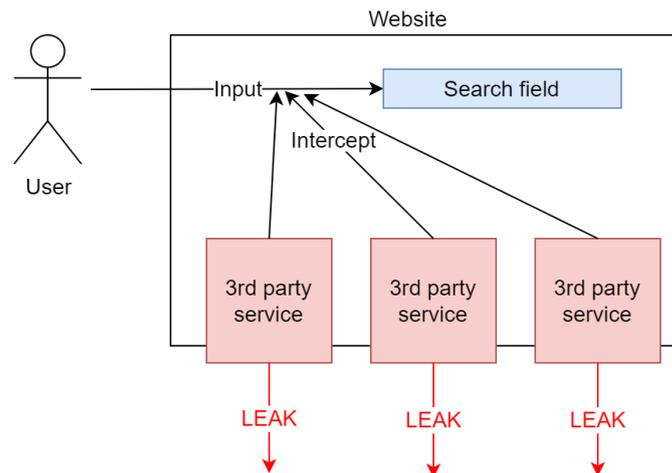 Website
Input
Search field
Intercept
User
3rd party
service
3rd party
service
3rd party
service
LEAK
LEAK
LEAK